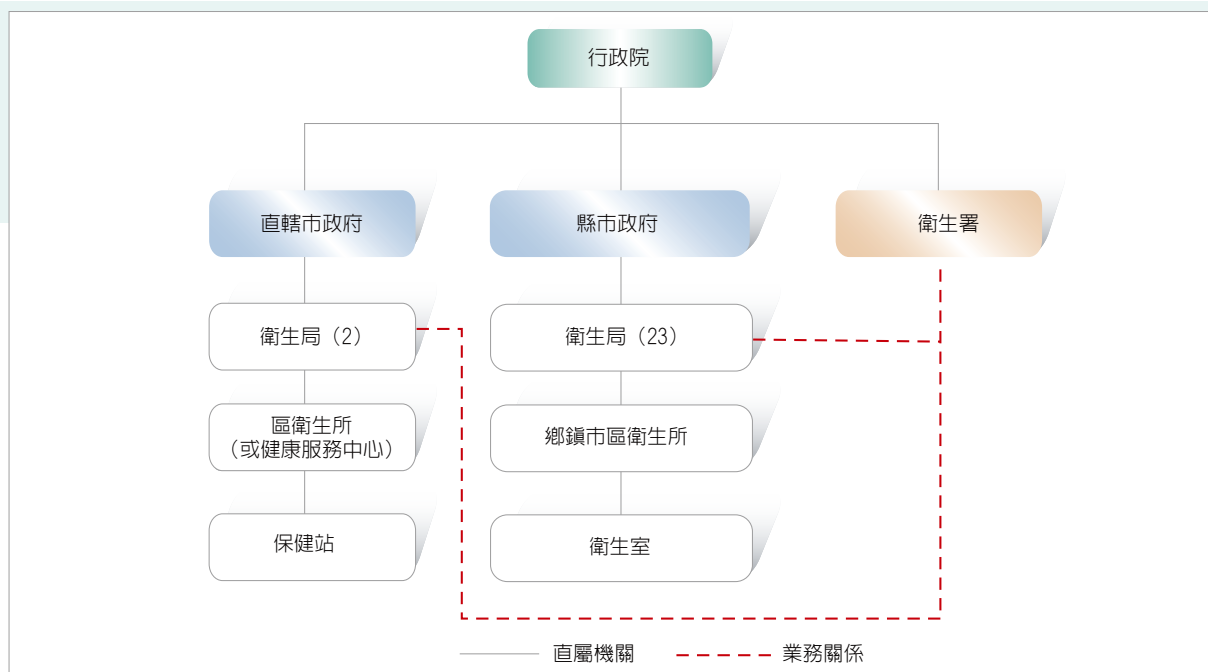 行政院
直轄市政府
縣市政府
衛生署
衛生局（2）
衛生局（23）
區衛生所
（或健康服務中心）
鄉鎮市區衛生所
保健站
衛生室
直屬機關
業務關係